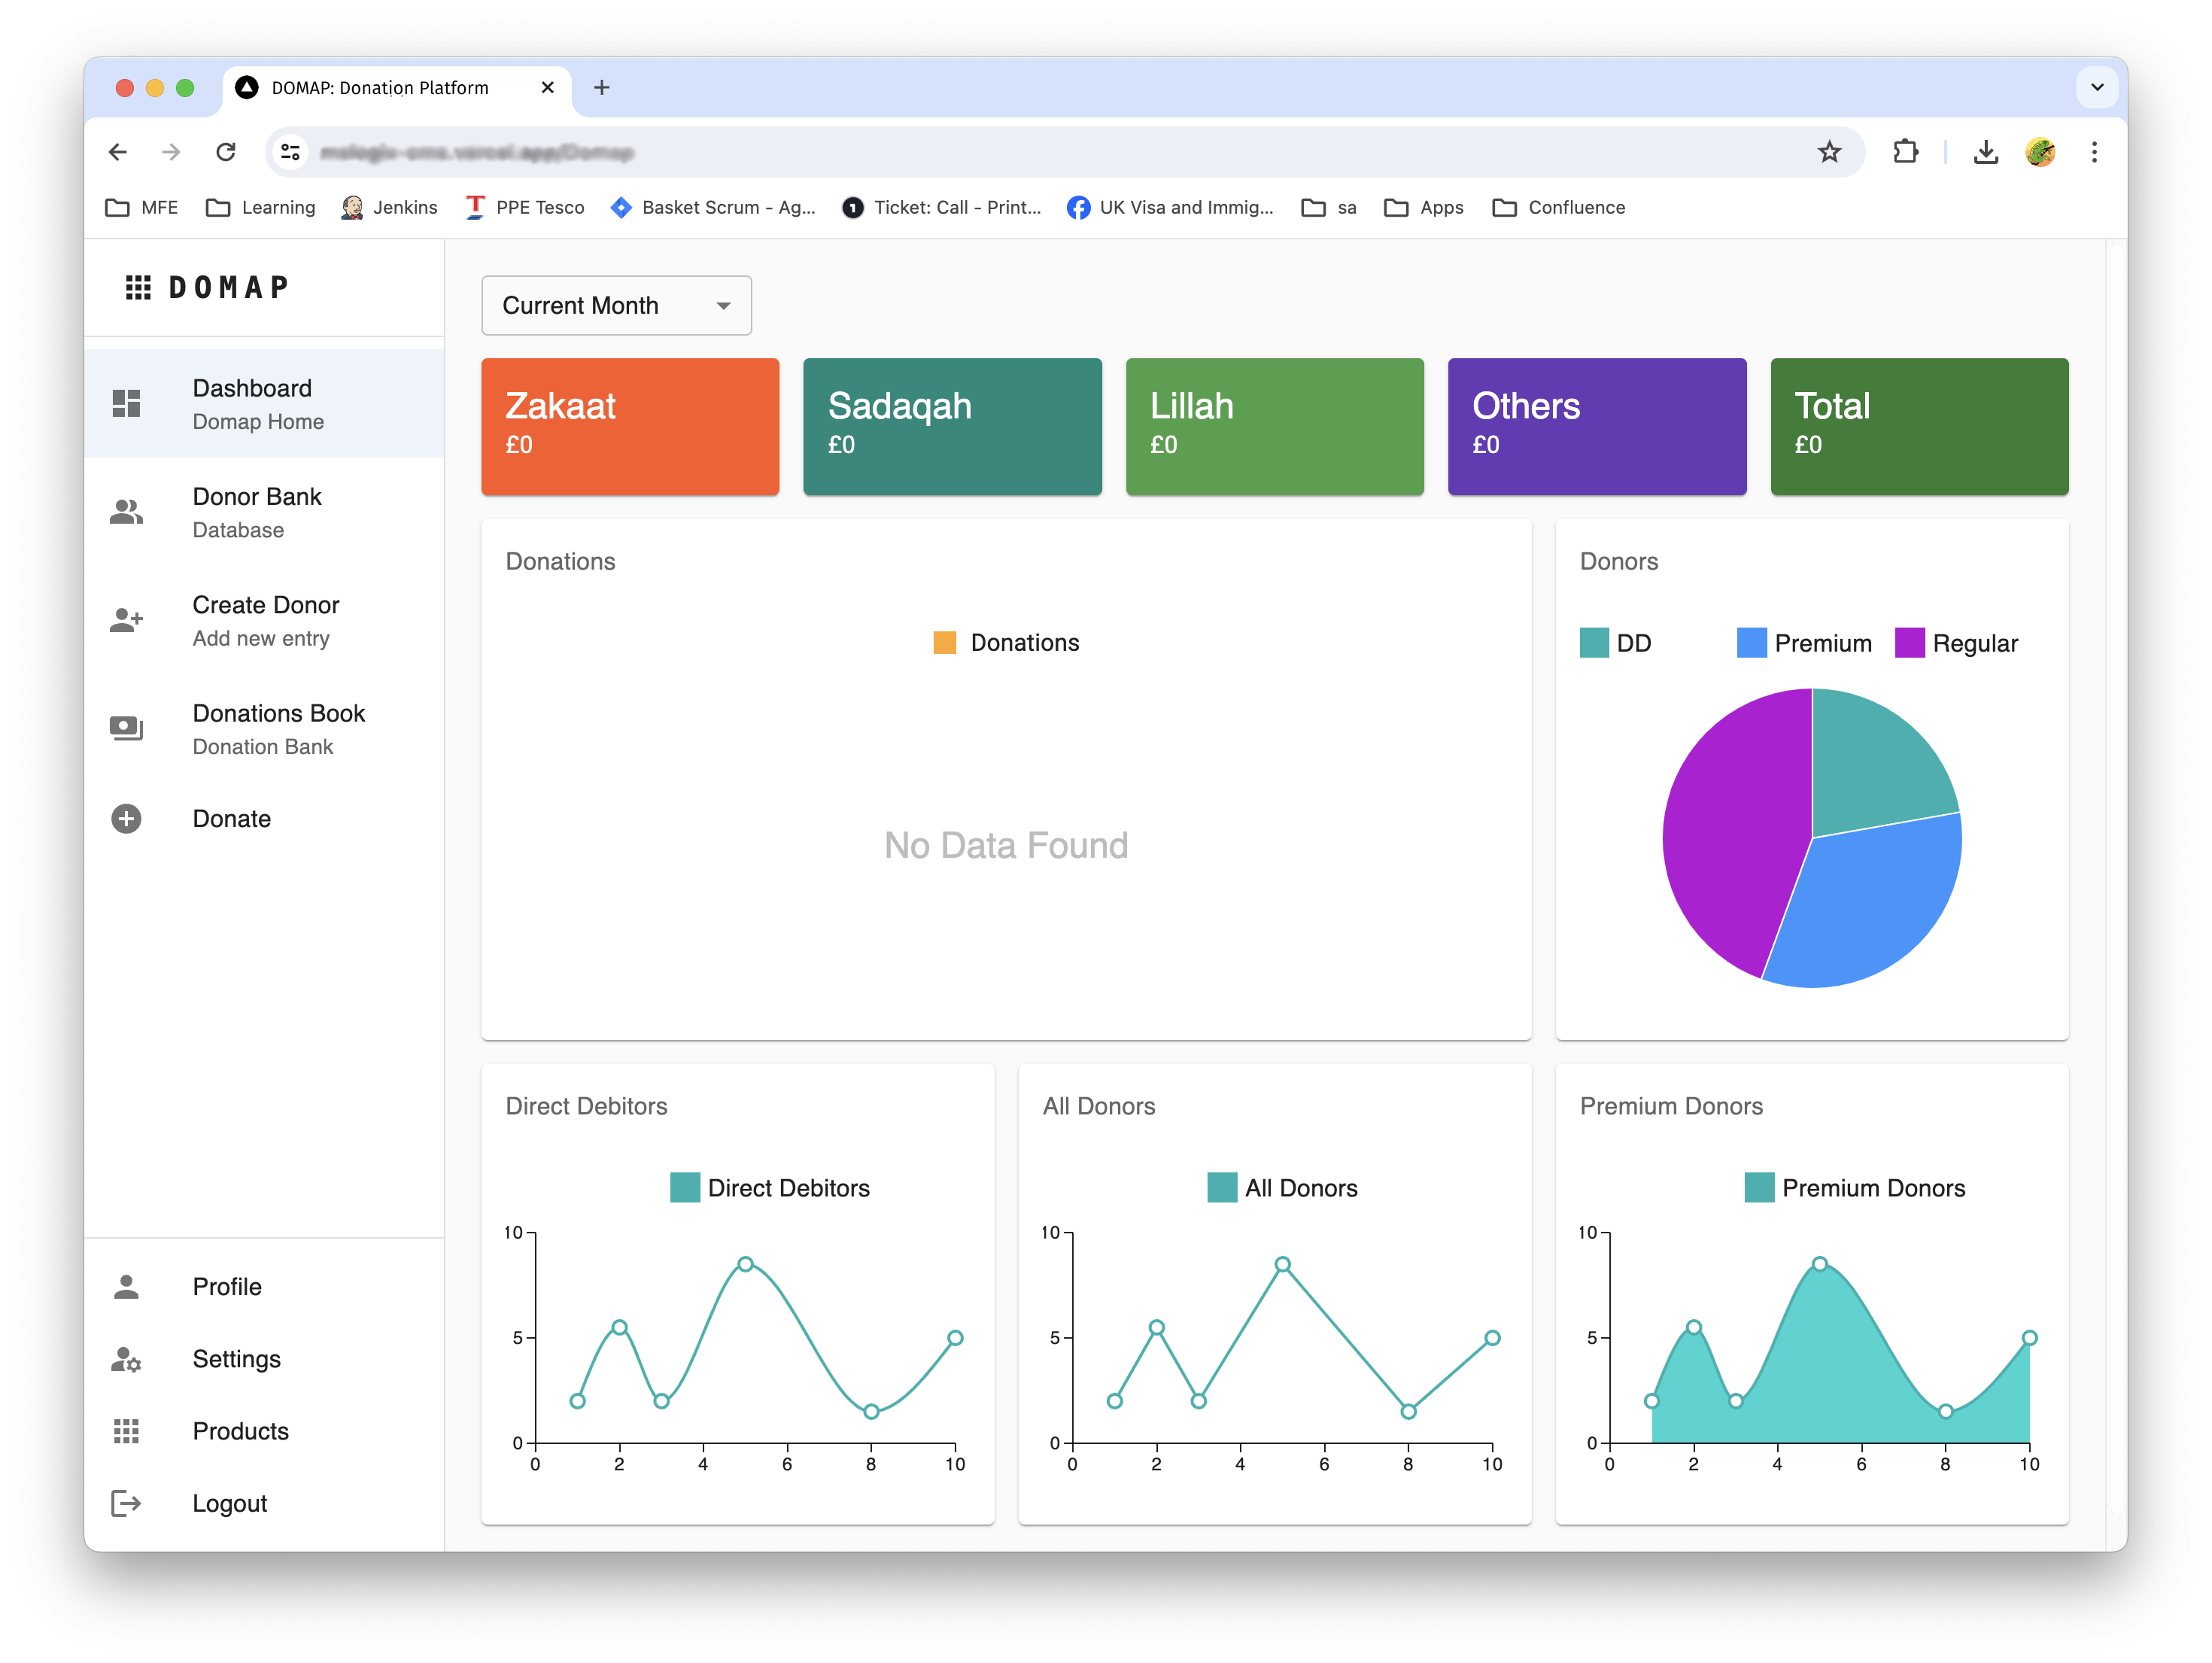 DOMAP: Donation Platform
MFE
Learning
Jenkins
PPE Tesco
Basket Scrum - Ag...
Ticket: Call - Print...
UK Visa and Immig...
sa
Apps
Confluence
DOMAP
Dashboard
Domap Home
Donor Bank
Database
Create Donor
Add new entry
Donations Book
Donation Bank
Donate
Profile
Settings
Products
Logout
Current Month
Zakaat
£0
Sadaqah
£0
Lillah
£0
Others
£0
Total
£0
Donations
Donations
No Data Found
Donors
DD Premium Regular
Direct Debitors
Direct Debitors
10
5
0
0 2 4 6 8 10
All Donors
All Donors
10
5
0
0 2 4 6 8 10
Premium Donors
Premium Donors
10
5
0
0 2 4 6 8 10